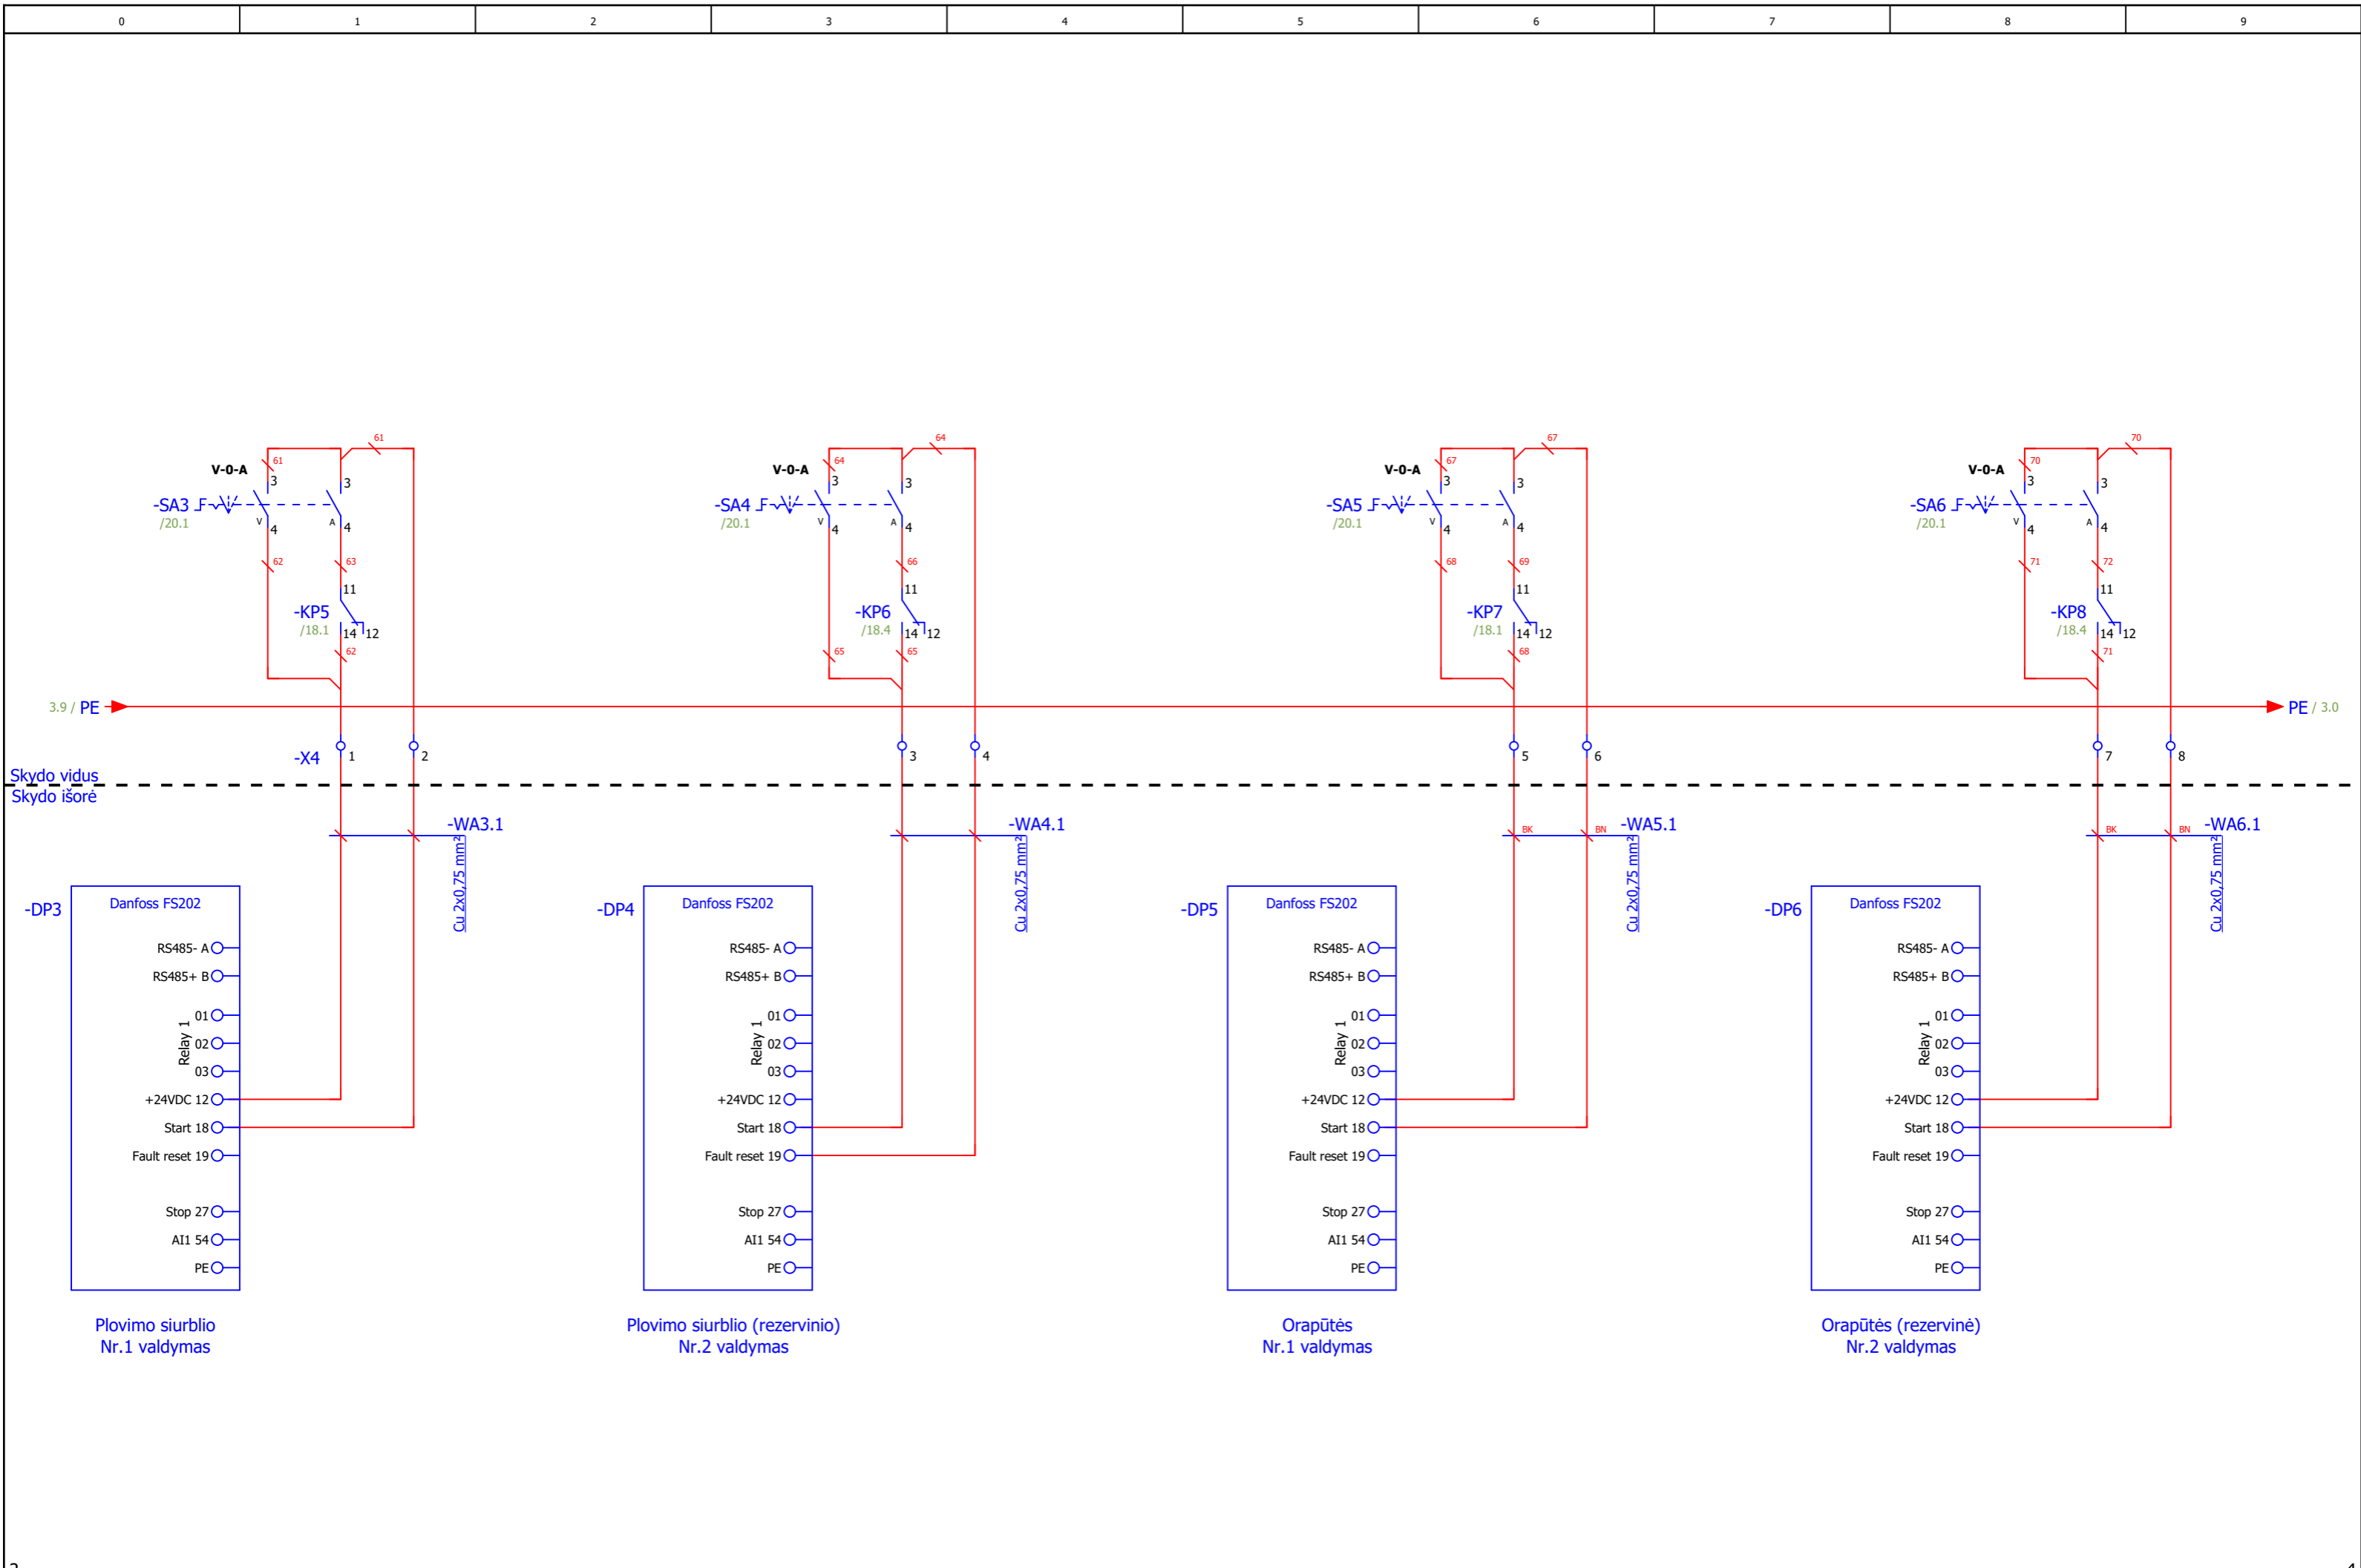 0 1 2 3 4 5 6 7 8 9
61 64 67 70
V-0-A 61 V-0-A 64 V-0-A 67 V-0-A 70
3 3 3 3 3 3 3 3
-SA3 -SA4 -SA5 -SA6
/20.1 V 4 A 4 /20.1 V 4 A 4 /20.1 V 4 A 4 /20.1 V 4 A 4
62 63 66 68 69 71 72
11 11 11 11
-KP5 -KP6 -KP7 -KP8
/18.1 14 12 /18.4 14 12 /18.1 14 12 /18.4 14 12
62 65 65 68 71
3.9 / PE PE / 3.0
-X4 1 2 3 4 5 6 7 8
Skydo vidus
Skydo išorė
-WA3.1 -WA4.1 BK BN -WA5.1 BK BN -WA6.1
Cu 2x0,75 mm² Cu 2x0,75 mm² Cu 2x0,75 mm² Cu 2x0,75 mm²
-DP3
Danfoss FS202
RS485- A
RS485+ B
Relay 1
01
02
03
+24VDC 12
Start 18
Fault reset 19
Stop 27
AI1 54
PE
Plovimo siurblio
Nr.1 valdymas
-DP4
Danfoss FS202
RS485- A
RS485+ B
Relay 1
01
02
03
+24VDC 12
Start 18
Fault reset 19
Stop 27
AI1 54
PE
Plovimo siurblio (rezervinio)
Nr.2 valdymas
-DP5
Danfoss FS202
RS485- A
RS485+ B
Relay 1
01
02
03
+24VDC 12
Start 18
Fault reset 19
Stop 27
AI1 54
PE
Orapūtės
Nr.1 valdymas
-DP6
Danfoss FS202
RS485- A
RS485+ B
Relay 1
01
02
03
+24VDC 12
Start 18
Fault reset 19
Stop 27
AI1 54
PE
Orapūtės (rezervinė)
Nr.2 valdymas